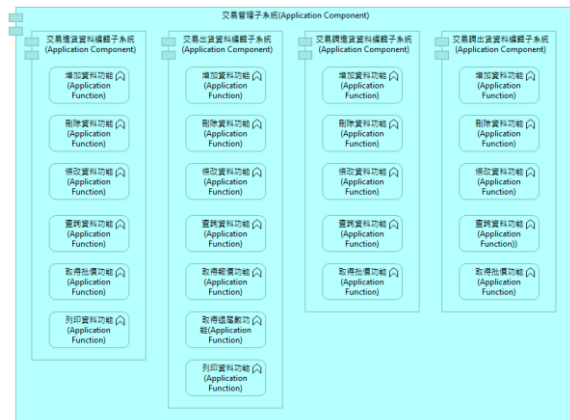 交易管理子系統(Application Component)
交易進貨資料編輯子系統
(Application Component)
增加資料功能
(Application
Function)
刪除資料功能
(Application
Function)
修改資料功能
(Application
Function)
查詢資料功能
(Application
Function)
取得批價功能
(Application
Function)
列印資料功能
(Application
Function)
交易出貨資料編輯子系統
(Application Component)
增加資料功能
(Application
Function)
刪除資料功能
(Application
Function)
修改資料功能
(Application
Function)
查詢資料功能
(Application
Function)
取得報價功能
(Application
Function)
取得退尾數功
能(Application
Function)
列印資料功能
(Application
Function)
交易調進貨資料編輯子系統
(Application Component)
增加資料功能
(Application
Function)
刪除資料功能
(Application
Function)
修改資料功能
(Application
Function)
查詢資料功能
(Application
Function)
取得批價功能
(Application
Function)
交易調出貨資料編輯子系統
(Application Component)
增加資料功能
(Application
Function)
刪除資料功能
(Application
Function)
修改資料功能
(Application
Function)
查詢資料功能
(Application
Function))
取得批價功能
(Application
Function)